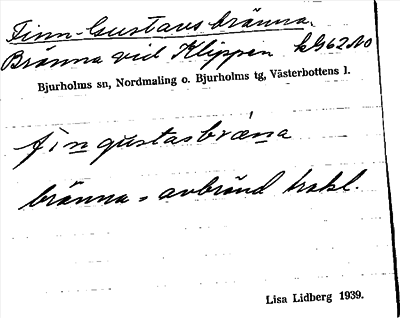 Finn-Gustavs bränna.
Bränna vid Klippen
Bjurholms sn, Nordmaling o. Bjurholms tg, Västerbottens l.
fingustasbräna
bränna = avbränd trakt.
Lisa Lidberg 1939.